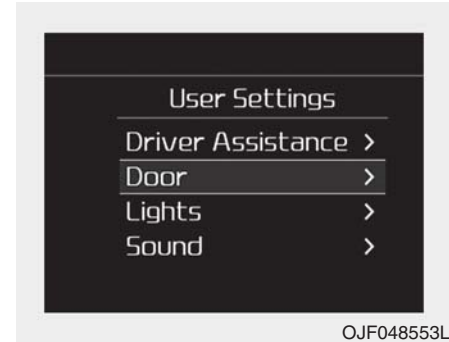 User Settings
Driver Assistance >
Door >
Lights >
Sound >
OJF048553L